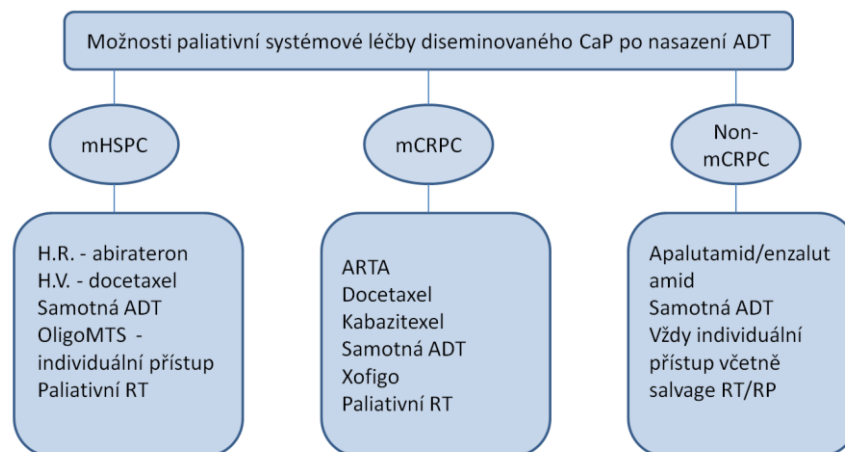 Možnosti paliativní systémové léčby diseminovaného CaP po nasazení ADT
mHSPC
mCRPC
Non-
mCRPC
H.R. - abirateron
H.V. - docetaxel
Samotná ADT
OligoMTS -
individuální přístup
Paliativní RT
ARTA
Docetaxel
Kabazitexel
Samotná ADT
Xofigo
Paliativní RT
Apalutamid/enzalut
amid
Samotná ADT
Vždy individuální
přístup včetně
salvage RT/RP